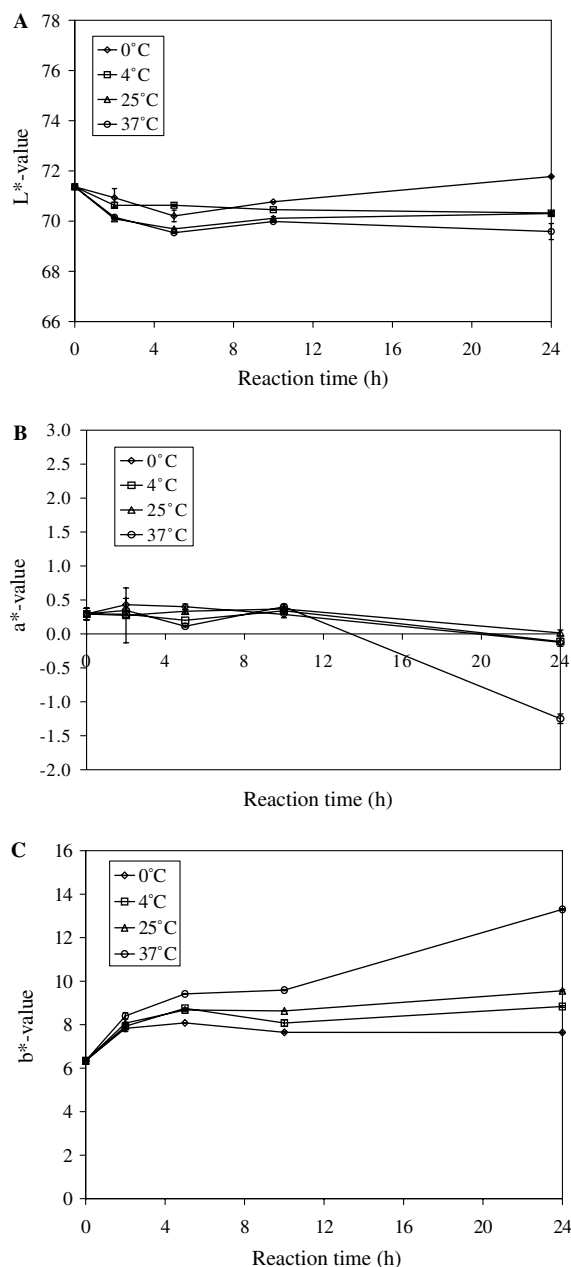 A
78
76
74
72
70
68
66
L*-value
0˚C
4˚C
25˚C
37˚C
0 4 8 12 16 20 24
Reaction time (h)
B
3.0
2.5
2.0
1.5
1.0
0.5
0.0
-0.5
-1.0
-1.5
-2.0
a*-value
0˚C
4˚C
25˚C
37˚C
0 4 8 12 16 20 24
Reaction time (h)
C
16
14
12
10
8
6
4
2
0
b*-value
0˚C
4˚C
25˚C
37˚C
0 4 8 12 16 20 24
Reaction time (h)